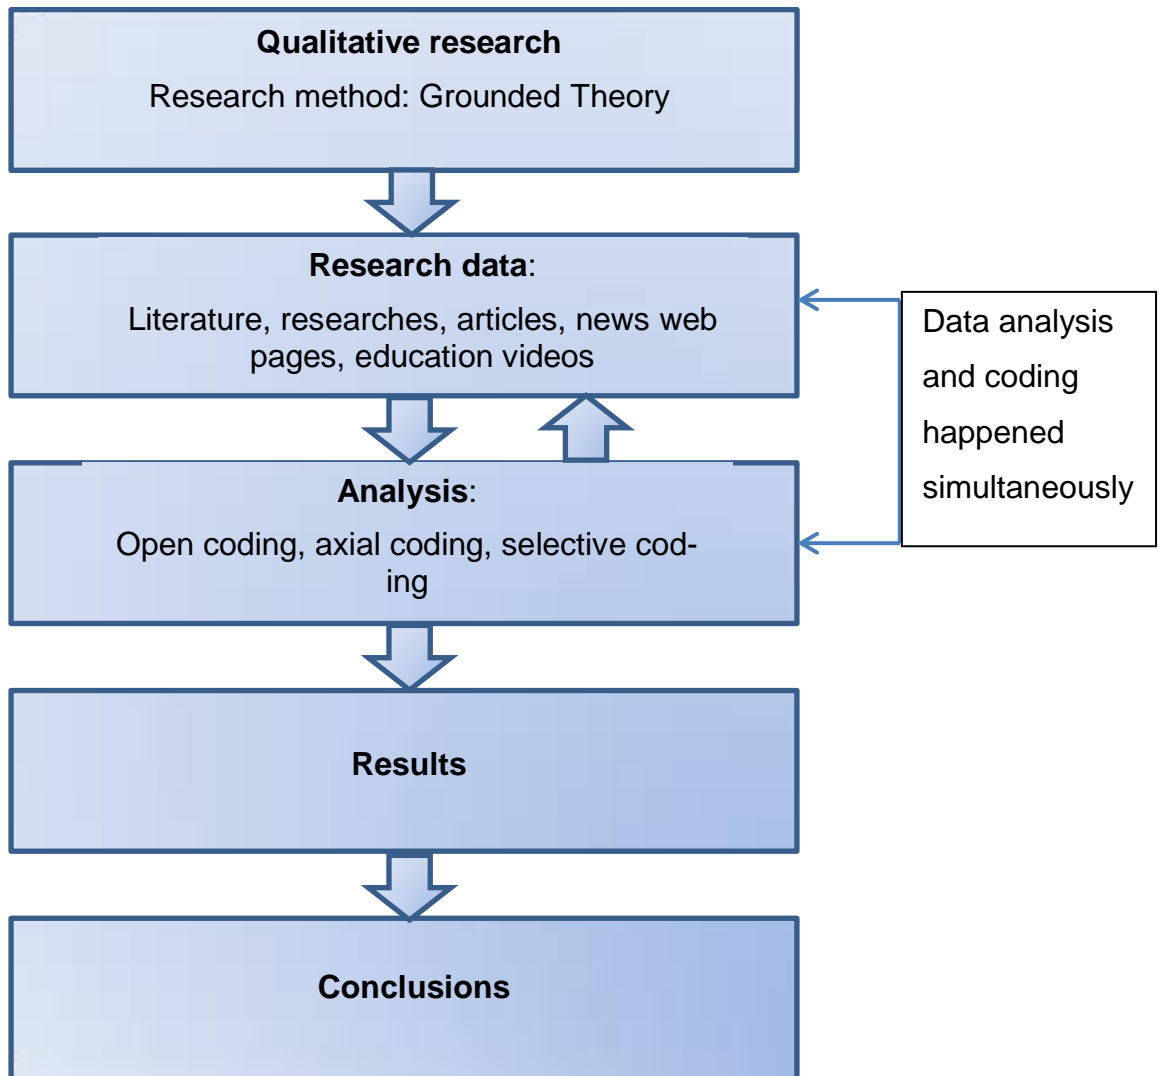 Qualitative research
Research method: Grounded Theory
Research data:
Literature, researches, articles, news web
pages, education videos
Data analysis
and coding
happened
simultaneously
Analysis:
Open coding, axial coding, selective cod-
ing
Results
Conclusions